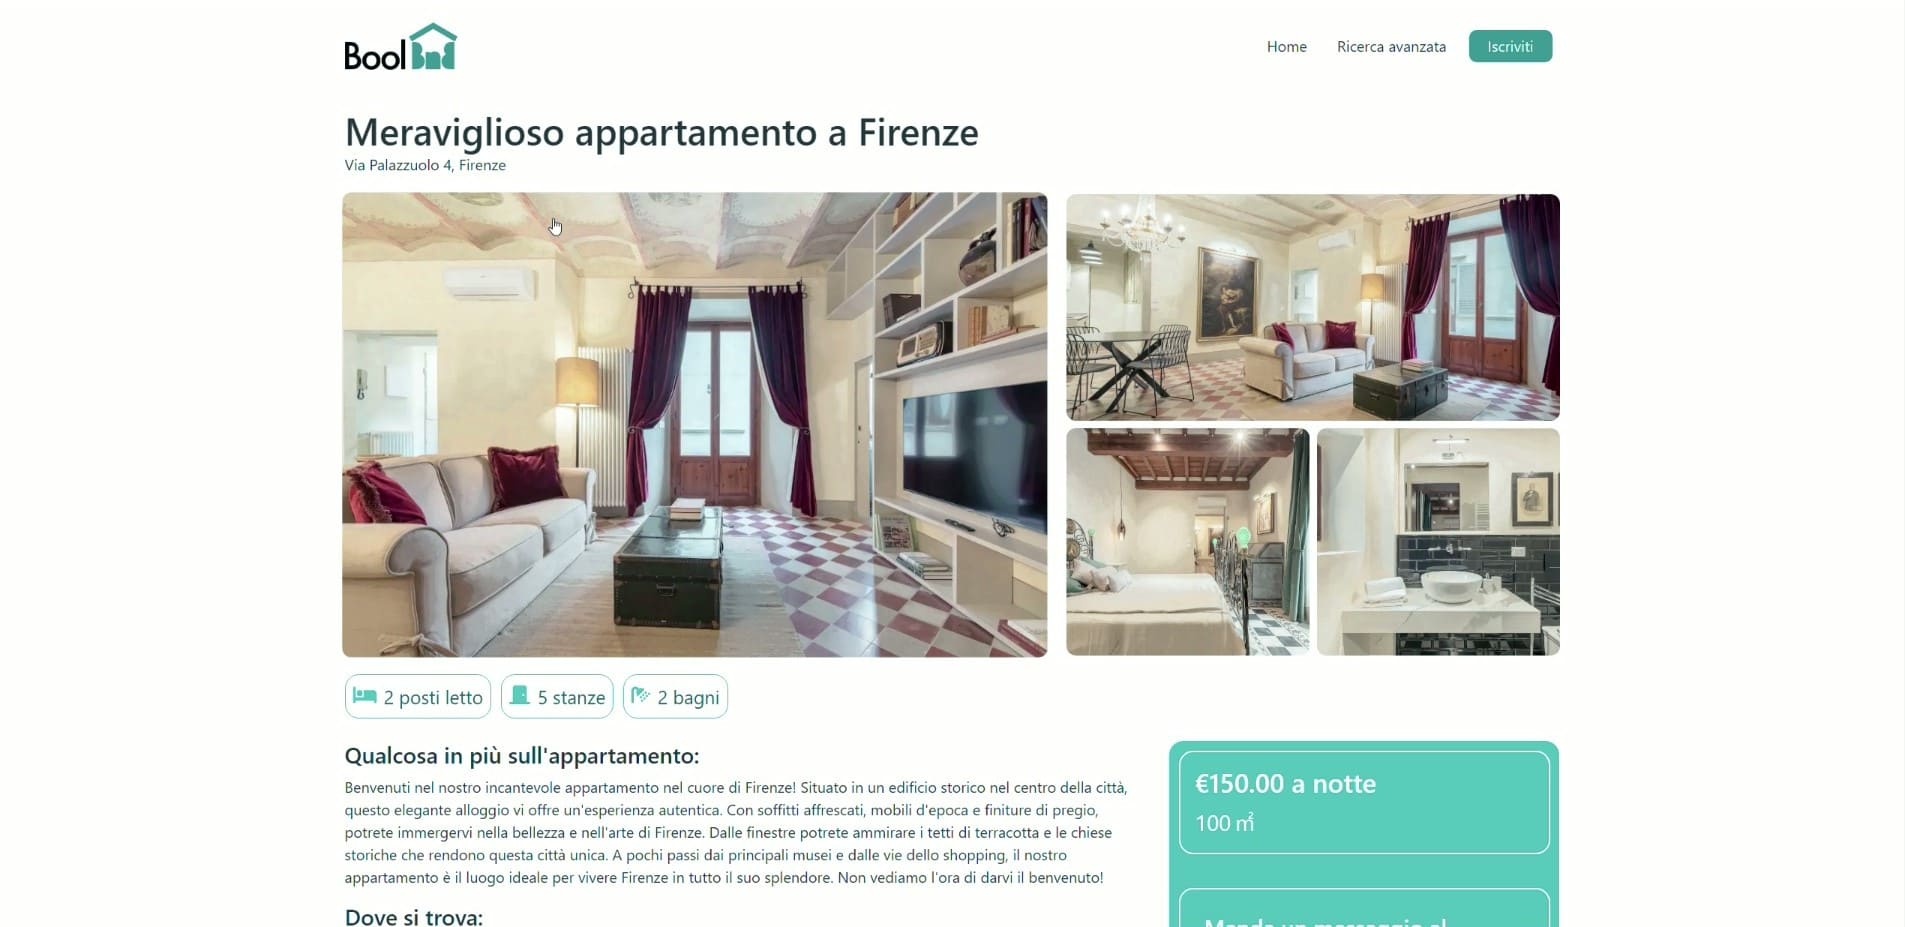 Bool BnB
Home
Ricerca avanzata
Iscriviti
Meraviglioso appartamento a Firenze
Via Palazzuolo 4, Firenze
2 posti letto
5 stanze
2 bagni
Qualcosa in più sull'appartamento:
Benvenuti nel nostro incantevole appartamento nel cuore di Firenze! Situato in un edificio storico nel centro della città,
questo elegante alloggio vi offre un'esperienza autentica. Con soffitti affrescati, mobili d'epoca e finiture di pregio,
potrete immergervi nella bellezza e nell'arte di Firenze. Dalle finestre potrete ammirare i tetti di terracotta e le chiese
storiche che rendono questa città unica. A pochi passi dai principali musei e dalle vie dello shopping, il nostro
appartamento è il luogo ideale per vivere Firenze in tutto il suo splendore. Non vediamo l'ora di darvi il benvenuto!
Dove si trova:
€150.00 a notte
100 ㎡
Manda un messaggio al